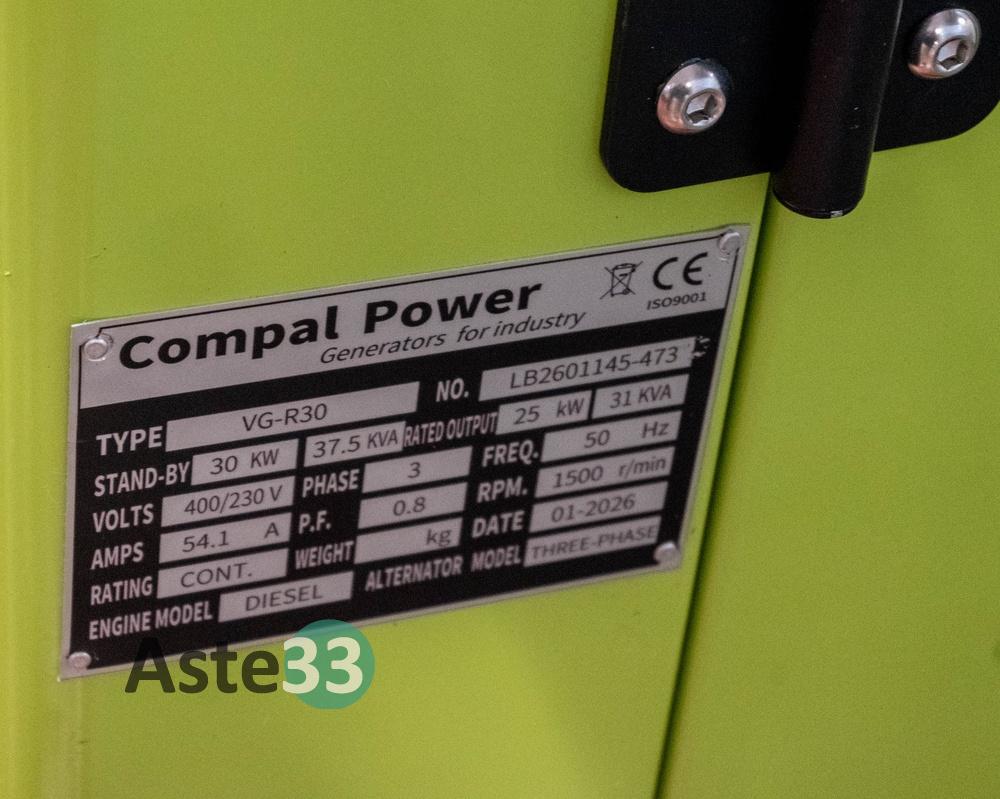 Compal Power
Generators for industry
CE
ISO9001
TYPE VG-R30 NO. LB2601145-473
STAND-BY 30 KW 37.5 KVA RATED OUTPUT 25 kW 31 KVA
VOLTS 400/230 V PHASE 3 FREQ. 50 Hz
AMPS 54.1 A P.F. 0.8 RPM. 1500 r/min
RATING CONT. WEIGHT kg DATE 01-2026
ENGINE MODEL DIESEL ALTERNATOR MODEL THREE-PHASE
Aste33